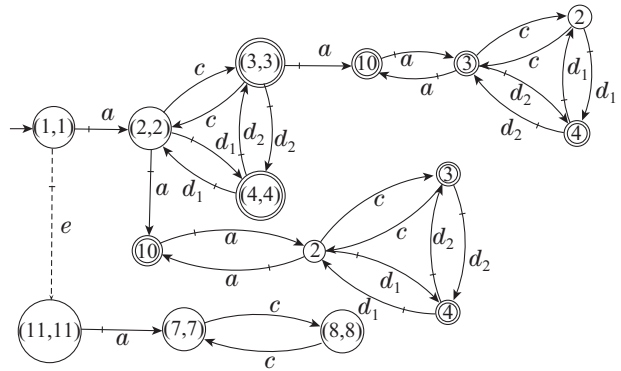 2
c
(3,3)
a
10
a
3
c
d₁
d₁
c
a
d₂
a
d₂
4
(1,1)
a
(2,2)
c
d₁
d₂
d₂
a
d₁
(4,4)
3
e
10
a
2
c
c
d₂
d₂
a
d₁
d₁
4
(11,11)
a
(7,7)
c
(8,8)
c